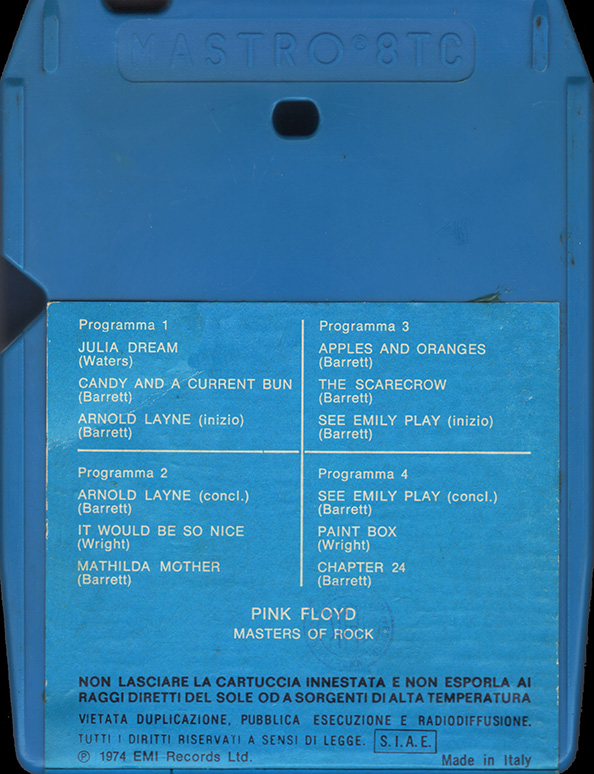 MASTRO® 8TC
Programma 1
JULIA DREAM
(Waters)
CANDY AND A CURRENT BUN
(Barrett)
ARNOLD LAYNE (inizio)
(Barrett)
Programma 2
ARNOLD LAYNE (concl.)
(Barrett)
IT WOULD BE SO NICE
(Wright)
MATHILDA MOTHER
(Barrett)
Programma 3
APPLES AND ORANGES
(Barrett)
THE SCARECROW
(Barrett)
SEE EMILY PLAY (inizio)
(Barrett)
Programma 4
SEE EMILY PLAY (concl.)
(Barrett)
PAINT BOX
(Wright)
CHAPTER 24
(Barrett)
PINK FLOYD
MASTERS OF ROCK
NON LASCIARE LA CARTUCCIA INNESTATA E NON ESPORLA AI
RAGGI DIRETTI DEL SOLE OD A SORGENTI DI ALTA TEMPERATURA
VIETATA DUPLICAZIONE, PUBBLICA ESECUZIONE E RADIODIFFUSIONE.
TUTTI I DIRITTI RISERVATI A SENSI DI LEGGE. S.I.A.E.
℗ 1974 EMI Records Ltd. Made in Italy